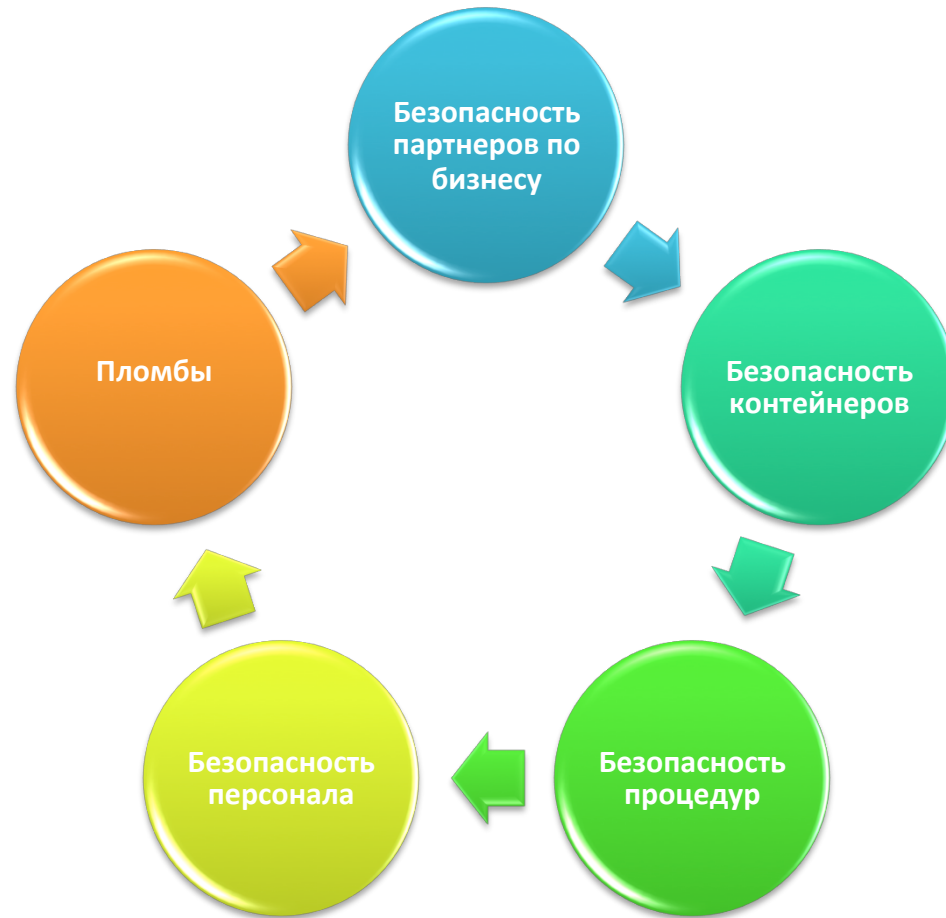 Безопасность
партнеров по
бизнесу
Безопасность
контейнеров
Безопасность
процедур
Безопасность
персонала
Пломбы